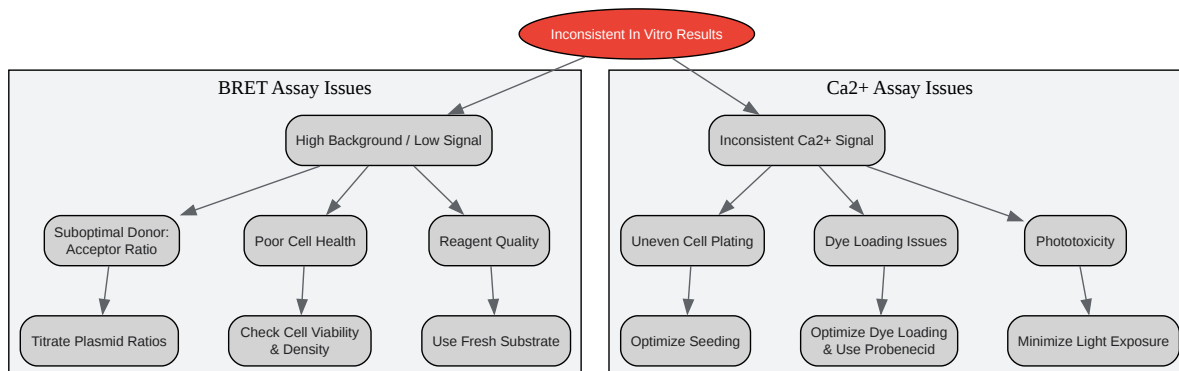 Inconsistent In Vitro Results
BRET Assay Issues
Ca2+ Assay Issues
High Background / Low Signal
Inconsistent Ca2+ Signal
Suboptimal Donor:
Acceptor Ratio
Poor Cell Health
Reagent Quality
Uneven Cell Plating
Dye Loading Issues
Phototoxicity
Titrate Plasmid Ratios
Check Cell Viability
& Density
Use Fresh Substrate
Optimize Seeding
Optimize Dye Loading
& Use Probenecid
Minimize Light Exposure